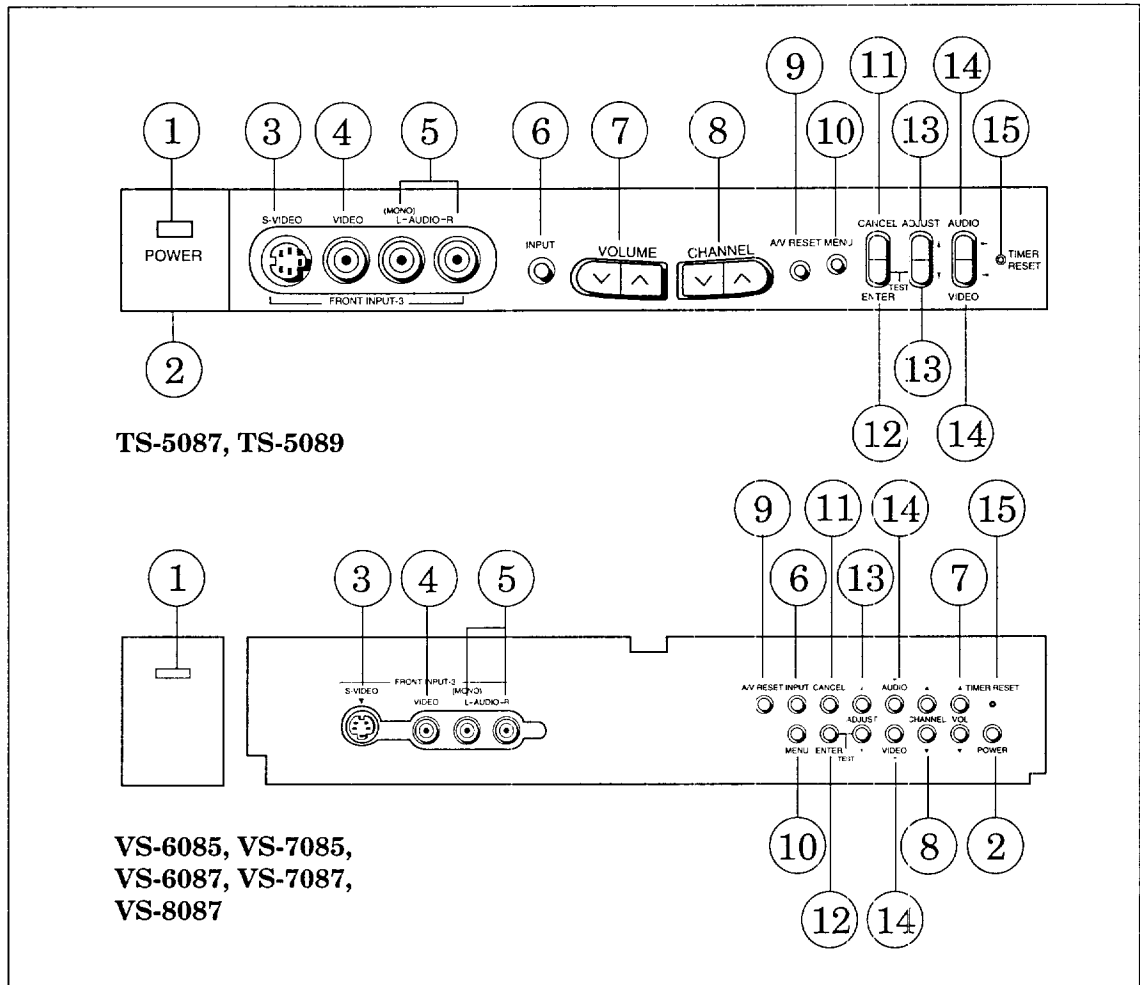 9 11 14
1 3 4 5 6 7 8 10 13 15
S-VIDEO VIDEO (MONO) L-AUDIO-R
POWER
INPUT VOLUME CHANNEL A/V RESET MENU CANCEL ADJUST AUDIO
TIMER RESET
FRONT INPUT-3
TEST
ENTER VIDEO
2 13
12 14
TS-5087, TS-5089
9 11 14 15
1 3 4 5 6 13 7
FRONT INPUT-3
S-VIDEO (MONO)
VIDEO L-AUDIO-R
A/V RESET INPUT CANCEL AUDIO TIMER RESET
ADJUST CHANNEL VOL
MENU ENTER TEST VIDEO POWER
10 8 2
12 14
VS-6085, VS-7085,
VS-6087, VS-7087,
VS-8087